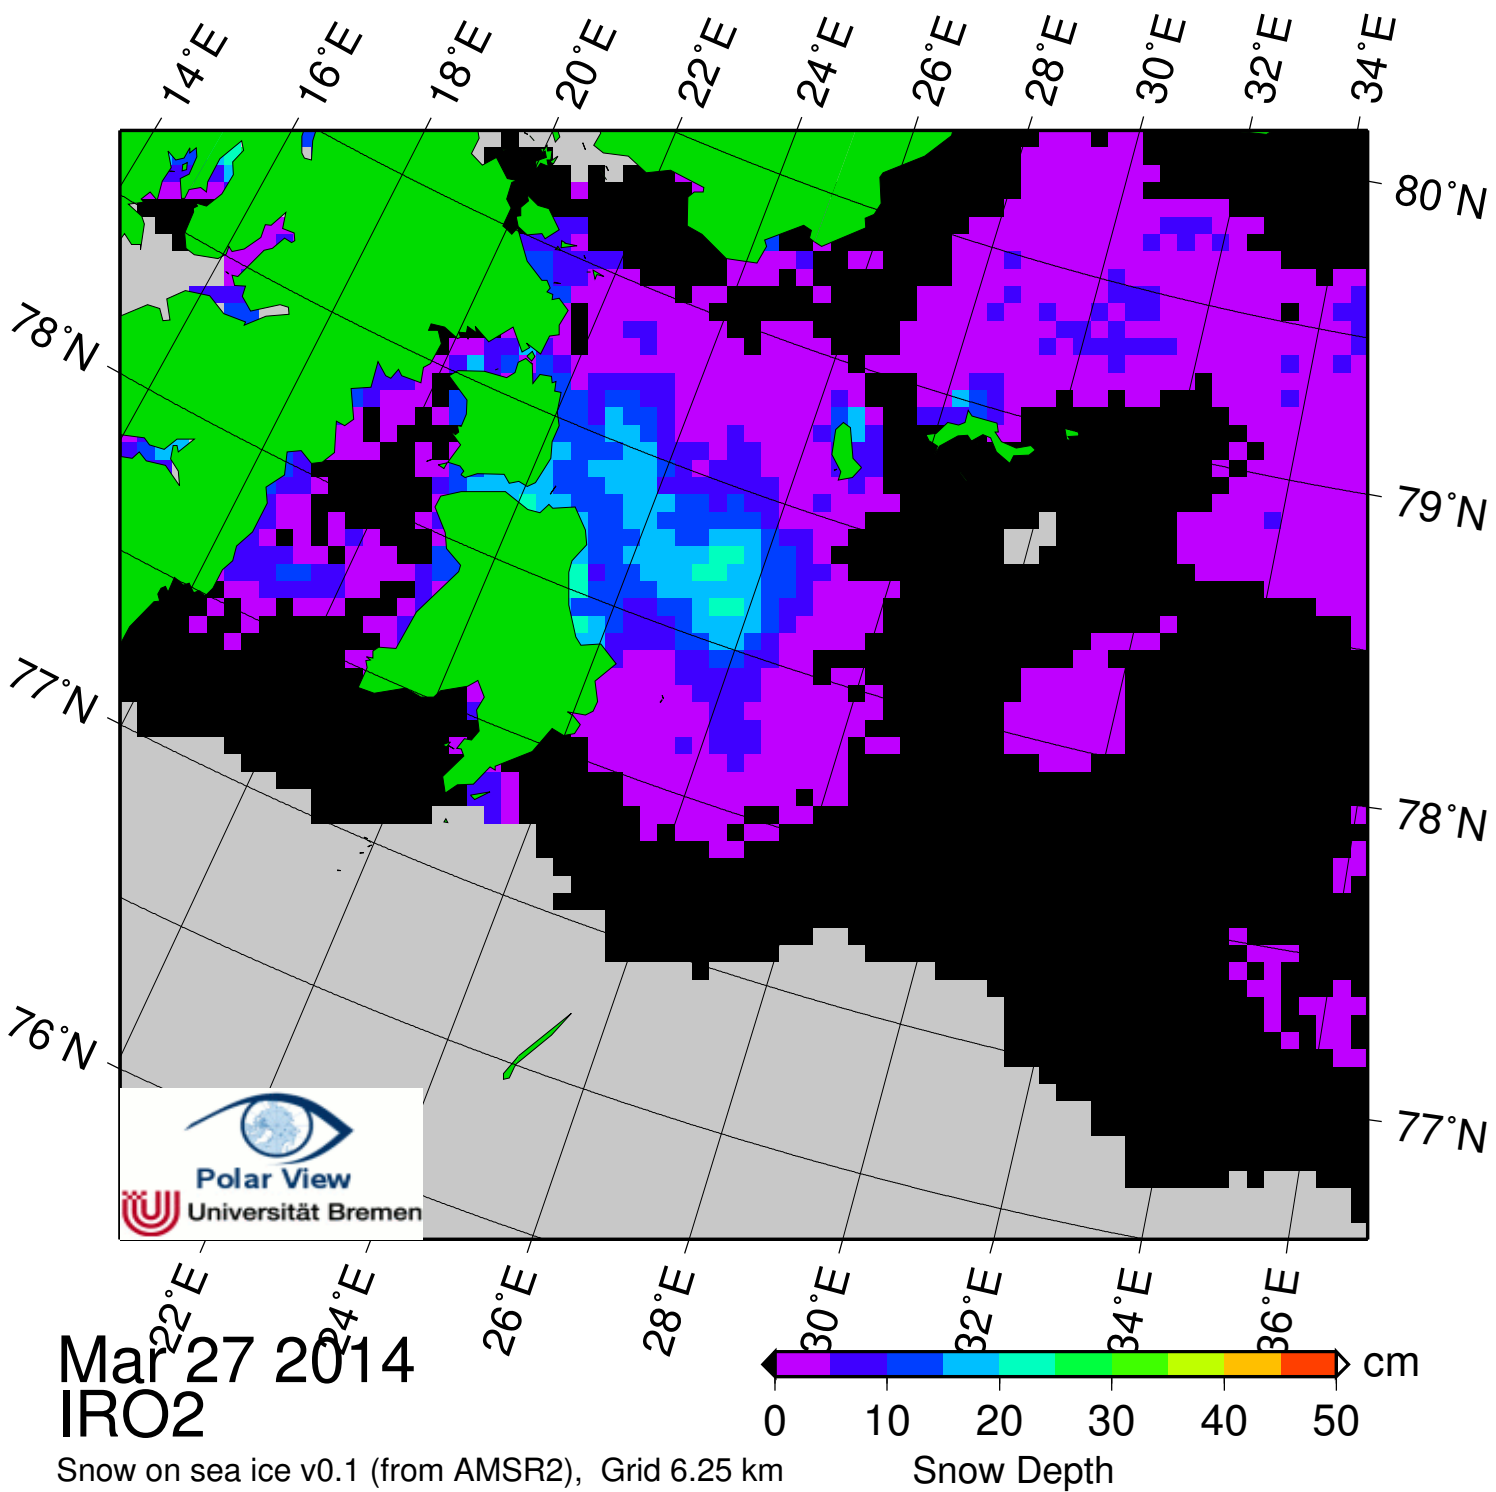 14°E 16°E 18°E 20°E 22°E 24°E 26°E 28°E 30°E 32°E 34°E
80°N
78°N
79°N
77°N
78°N
76°N
77°N
Polar View
Universität Bremen
22°E 24°E 26°E 28°E 30°E 32°E 34°E 36°E
Mar 27 2014
IRO2
cm
0 10 20 30 40 50
Snow on sea ice v0.1 (from AMSR2), Grid 6.25 km
Snow Depth